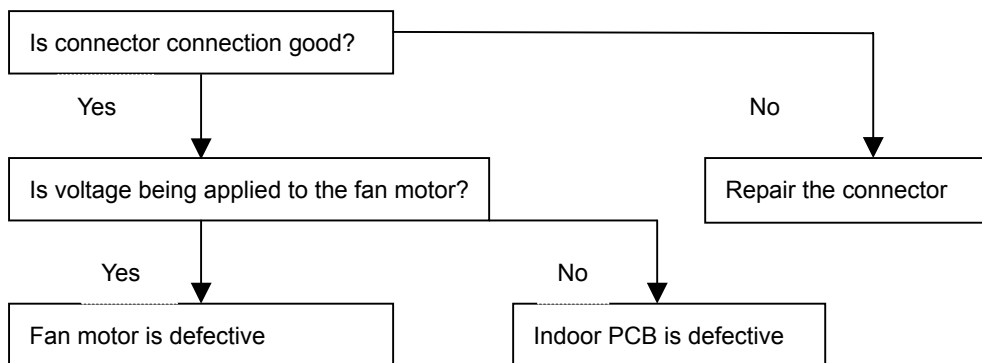 Is connector connection good?
Yes
No
Is voltage being applied to the fan motor?
Repair the connector
Yes
No
Fan motor is defective
Indoor PCB is defective